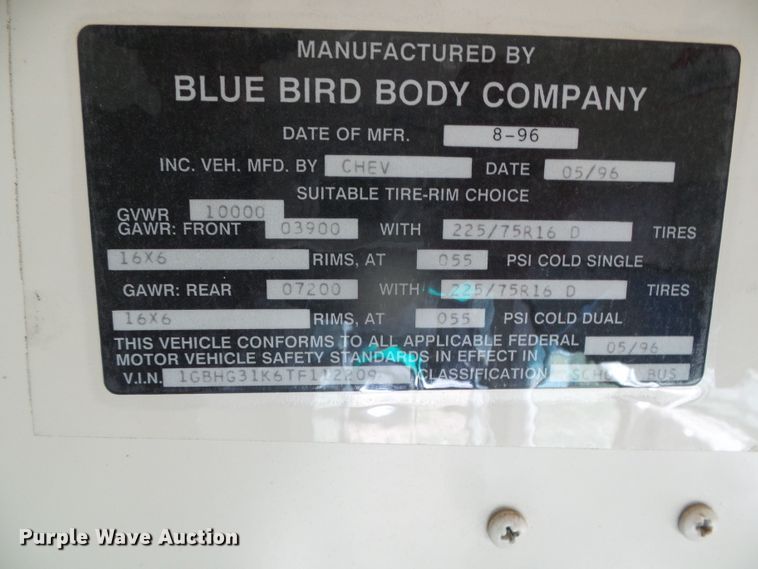 MANUFACTURED BY
BLUE BIRD BODY COMPANY
DATE OF MFR. 8-96
INC. VEH. MFD. BY CHEV DATE 05/96
SUITABLE TIRE-RIM CHOICE
GVWR 10000
GAWR: FRONT 03900 WITH 225/75R16 D TIRES
16X6 RIMS, AT 055 PSI COLD SINGLE
GAWR: REAR 07200 WITH 225/75R16 D TIRES
16X6 RIMS, AT 055 PSI COLD DUAL
THIS VEHICLE CONFORMS TO ALL APPLICABLE FEDERAL 05/96
MOTOR VEHICLE SAFETY STANDARDS IN EFFECT IN
V.I.N. 1GBHG31K6TF112209 CLASSIFICATION SCHOOL BUS
Purple Wave Auction